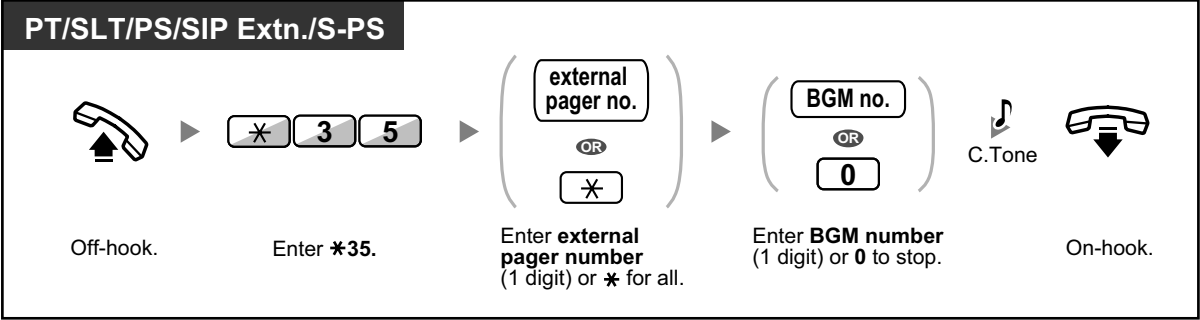 PT/SLT/PS/SIP Extn./S-PS
Off-hook.
✳ 3 5
Enter ✳35.
external
pager no.
OR
✳
Enter external
pager number
(1 digit) or ✳ for all.
BGM no.
OR
0
Enter BGM number
(1 digit) or 0 to stop.
C.Tone
On-hook.